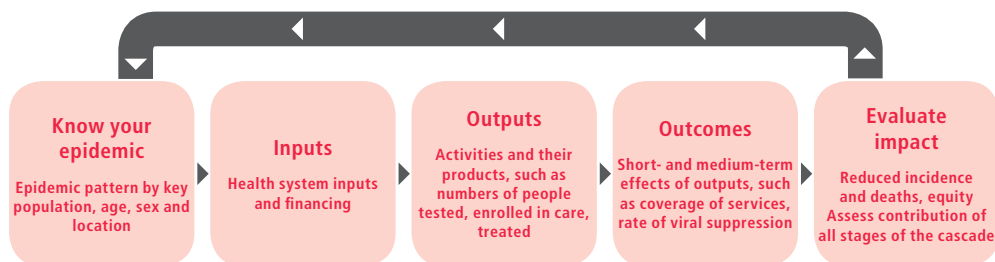 Know your
epidemic
Epidemic pattern by key
population, age, sex and
location
Inputs
Health system inputs
and financing
Outputs
Activities and their
products, such as
numbers of people
tested, enrolled in care,
treated
Outcomes
Short- and medium-term
effects of outputs, such
as coverage of services,
rate of viral suppression
Evaluate
impact
Reduced incidence
and deaths, equity
Assess contribution of
all stages of the cascade